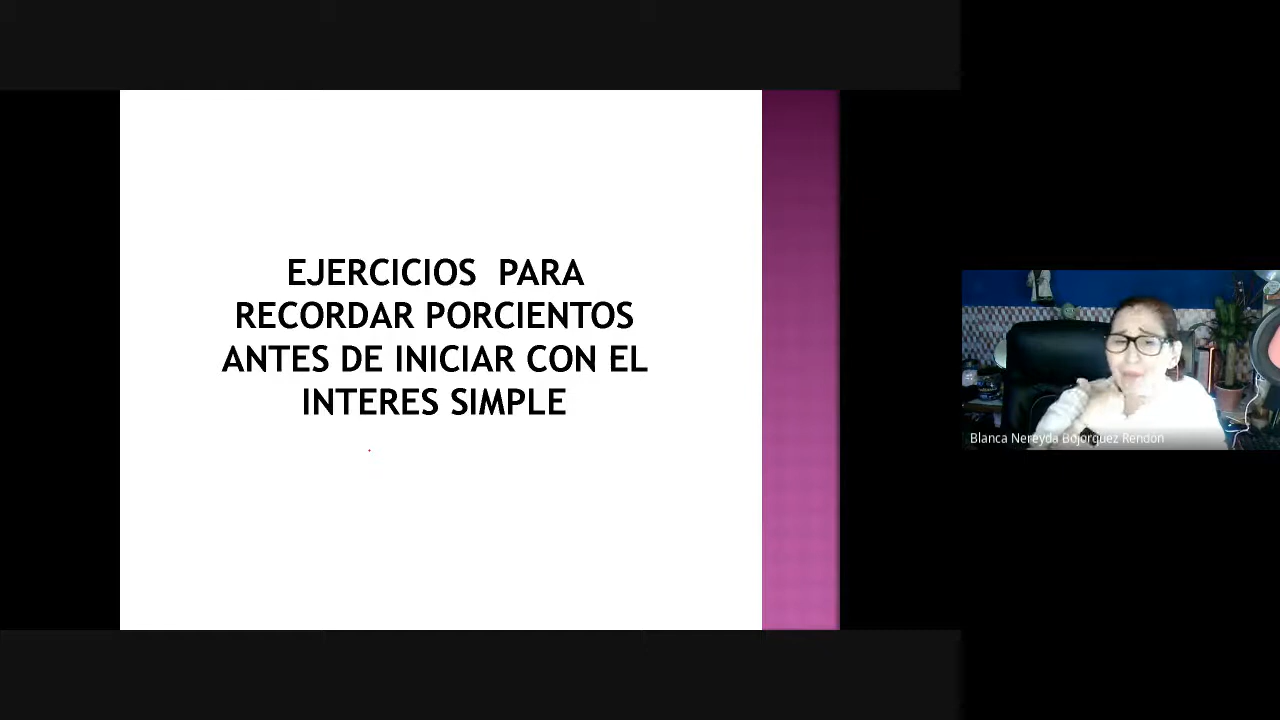 EJERCICIOS  PARA
RECORDAR PORCIENTOS
ANTES DE INICIAR CON EL
INTERES SIMPLE
Blanca Nereyda Bojorquez Rendon